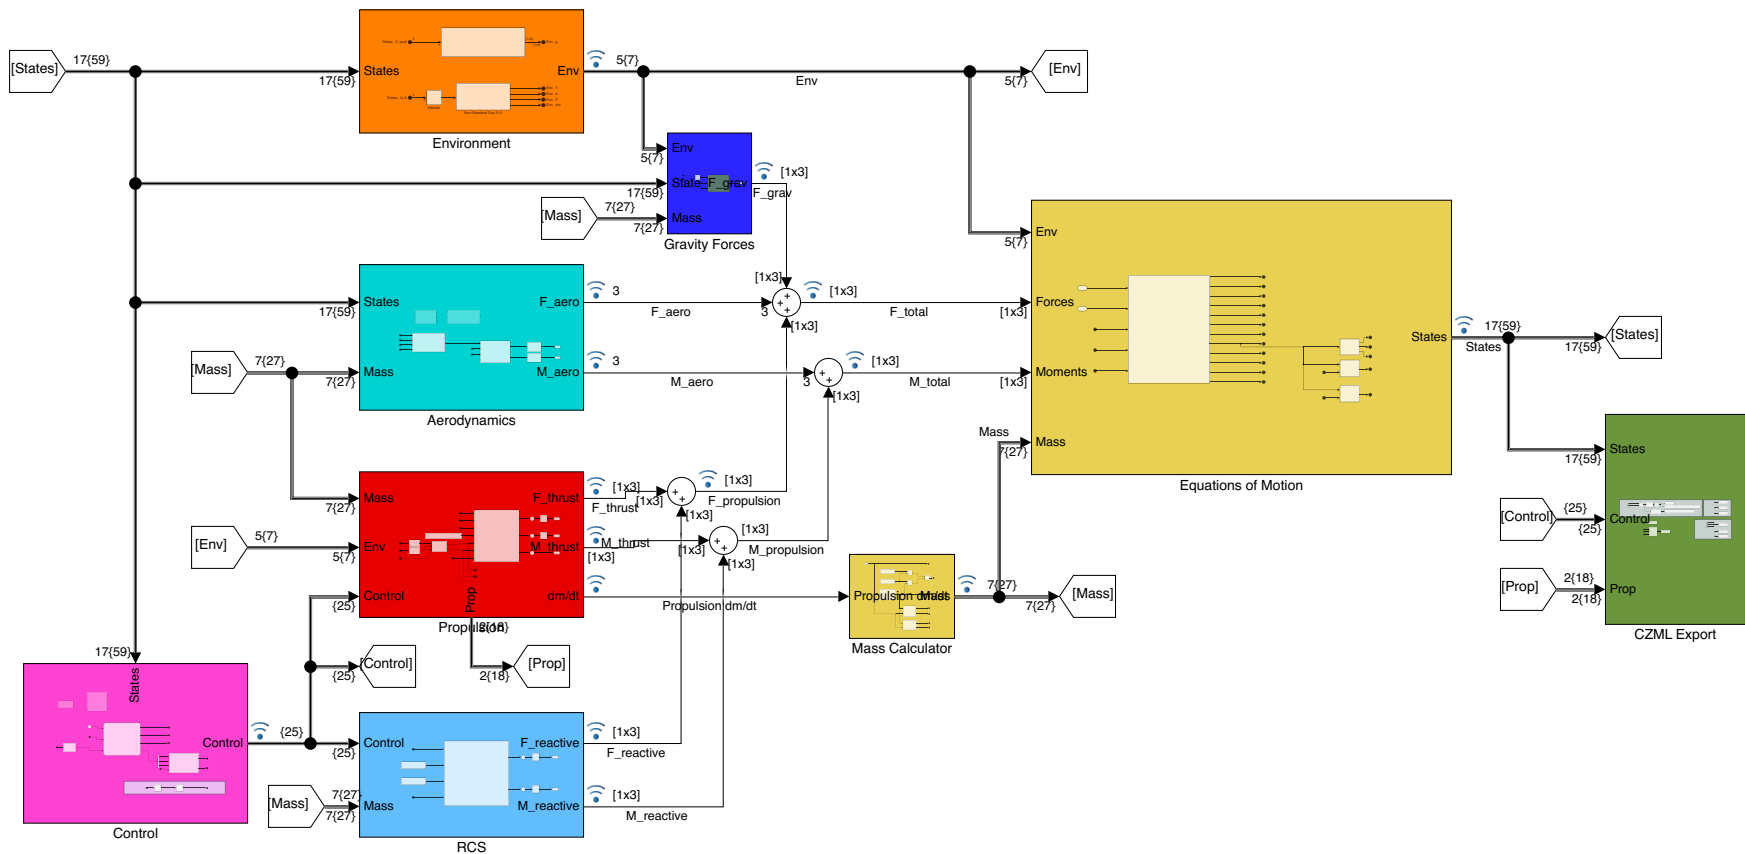 [States]
17{59}
17{59}
States
Env
Environment
5{7}
Env
5{7}
[Env]
Env
5{7}
State
17{59}
F_grav
Mass
[Mass]
7{27}
7{27}
Gravity Forces
[1x3]
F_grav
[1x3]
States
17{59}
F_aero
3
F_aero
3
[1x3]
[1x3]
F_total
[1x3]
[Mass]
7{27}
Mass
7{27}
M_aero
3
M_aero
3
[1x3]
[1x3]
M_total
[1x3]
Aerodynamics
Env
5{7}
Forces
Moments
Mass
Mass
7{27}
States
Equations of Motion
17{59}
States
17{59}
[States]
States
17{59}
[Control]
{25}
{25}
Control
[Prop]
2{18}
2{18}
Prop
CZML Export
Mass
7{27}
F_thrust
[1x3]
F_thrust
[1x3]
[1x3]
[1x3]
F_propulsion
[Env]
5{7}
Env
5{7}
M_thrust
M_thrust
[1x3]
[1x3]
[1x3]
[1x3]
M_propulsion
Control
{25}
Prop
dm/dt
Propulsion dm/dt
Propulsion
2{18}
Propulsion dm/dt
Mass
Mass Calculator
7{27}
7{27}
[Mass]
[Control]
{25}
2{18}
[Prop]
17{59}
States
Control
{25}
Control
Control
{25}
F_reactive
[1x3]
F_reactive
[Mass]
7{27}
7{27}
Mass
M_reactive
[1x3]
M_reactive
RCS